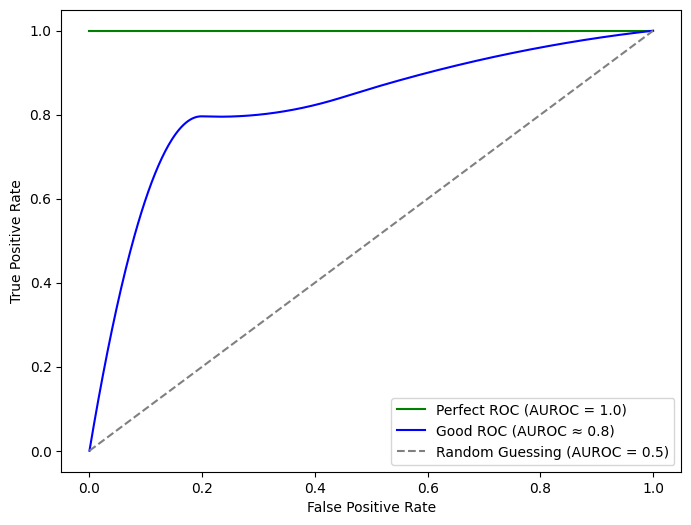 1.0
0.8
0.6
0.4
0.2
0.0
True Positive Rate
Perfect ROC (AUROC = 1.0)
Good ROC (AUROC ≈ 0.8)
Random Guessing (AUROC = 0.5)
0.0 0.2 0.4 0.6 0.8 1.0
False Positive Rate